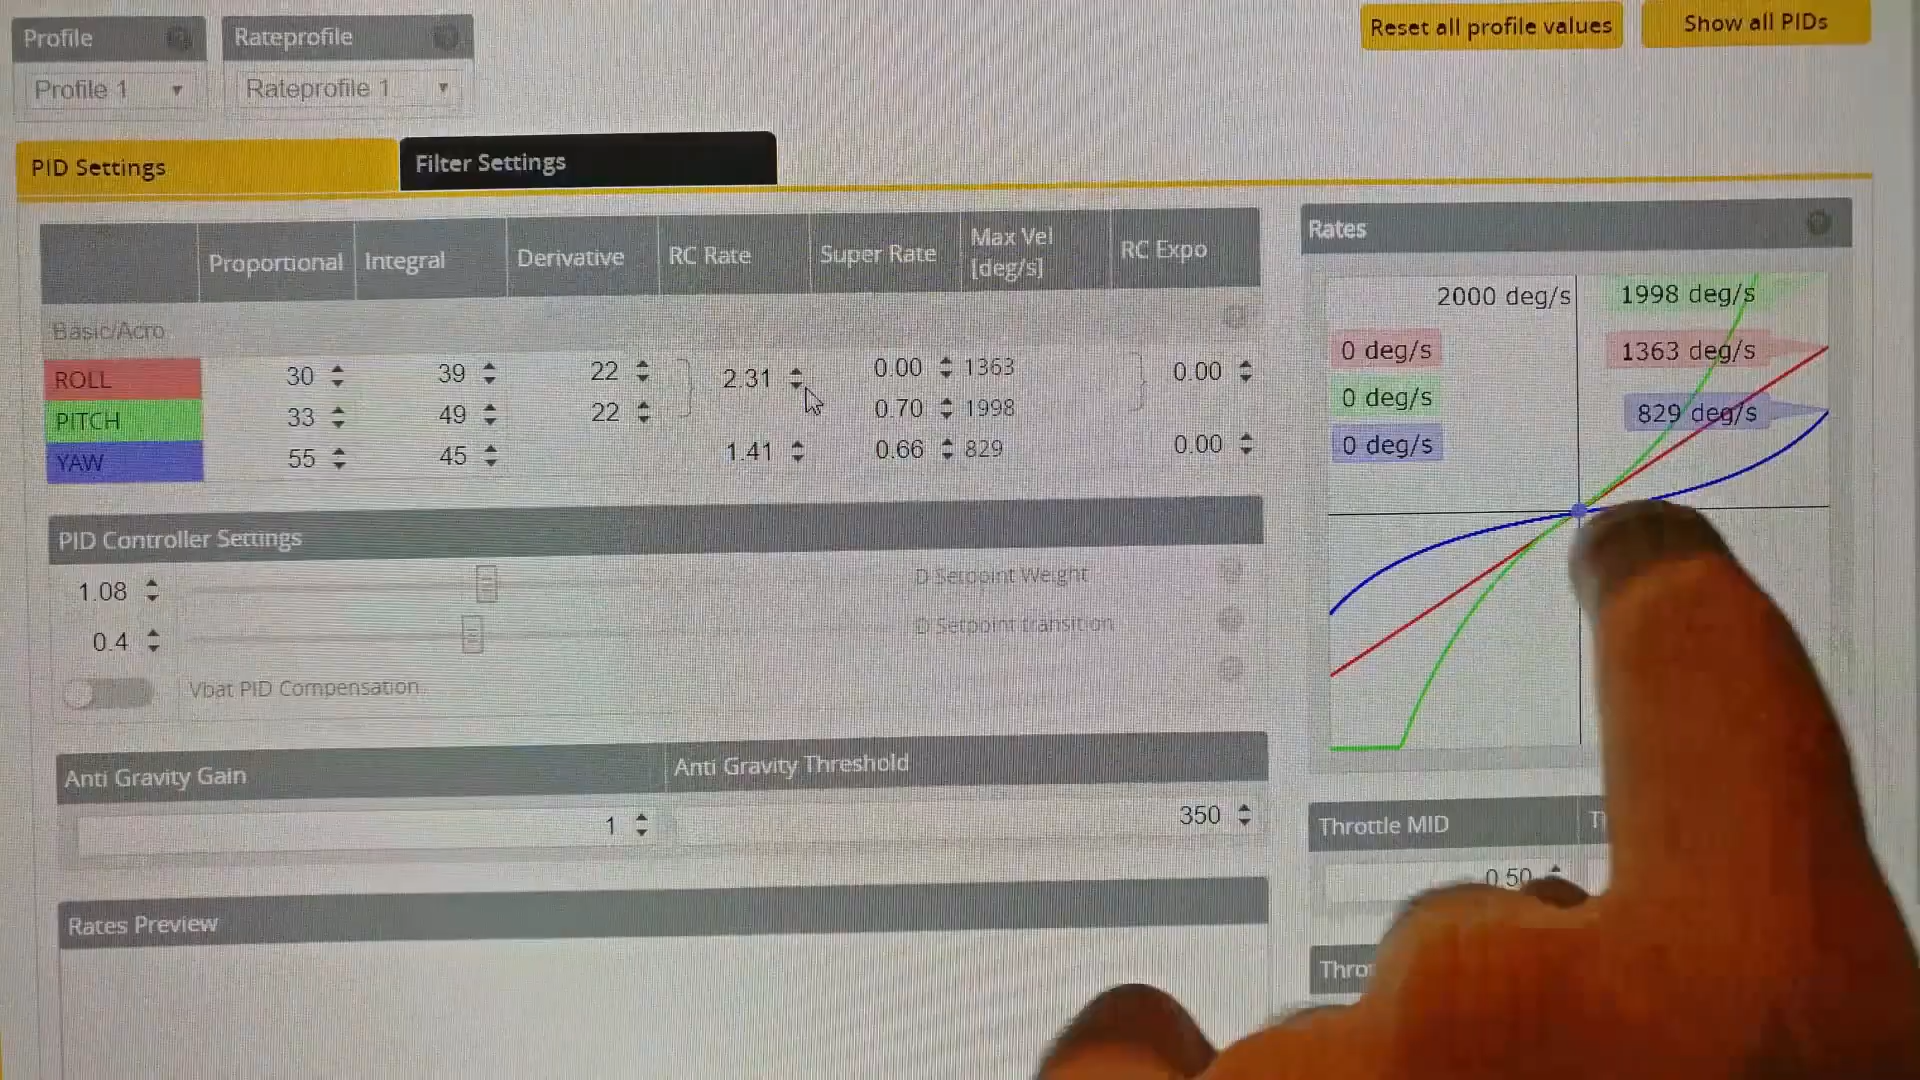 Profile
Rateprofile
Reset all profile values
Show all PIDs
Profile 1
Rateprofile 1
PID Settings
Filter Settings
Proportional
Integral
Derivative
RC Rate
Super Rate
Max Vel
[deg/s]
RC Expo
Basic/Acro
ROLL
30
39
22
2.31
0.00
1363
0.00
PITCH
33
49
22
0.70
1998
YAW
55
45
1.41
0.66
829
0.00
Rates
2000 deg/s
1998 deg/s
0 deg/s
1363 deg/s
0 deg/s
829 deg/s
0 deg/s
PID Controller Settings
1.08
D Setpoint Weight
0.4
D Setpoint transition
Vbat PID Compensation
Anti Gravity Gain
Anti Gravity Threshold
1
350
Throttle MID
0.50
Rates Preview